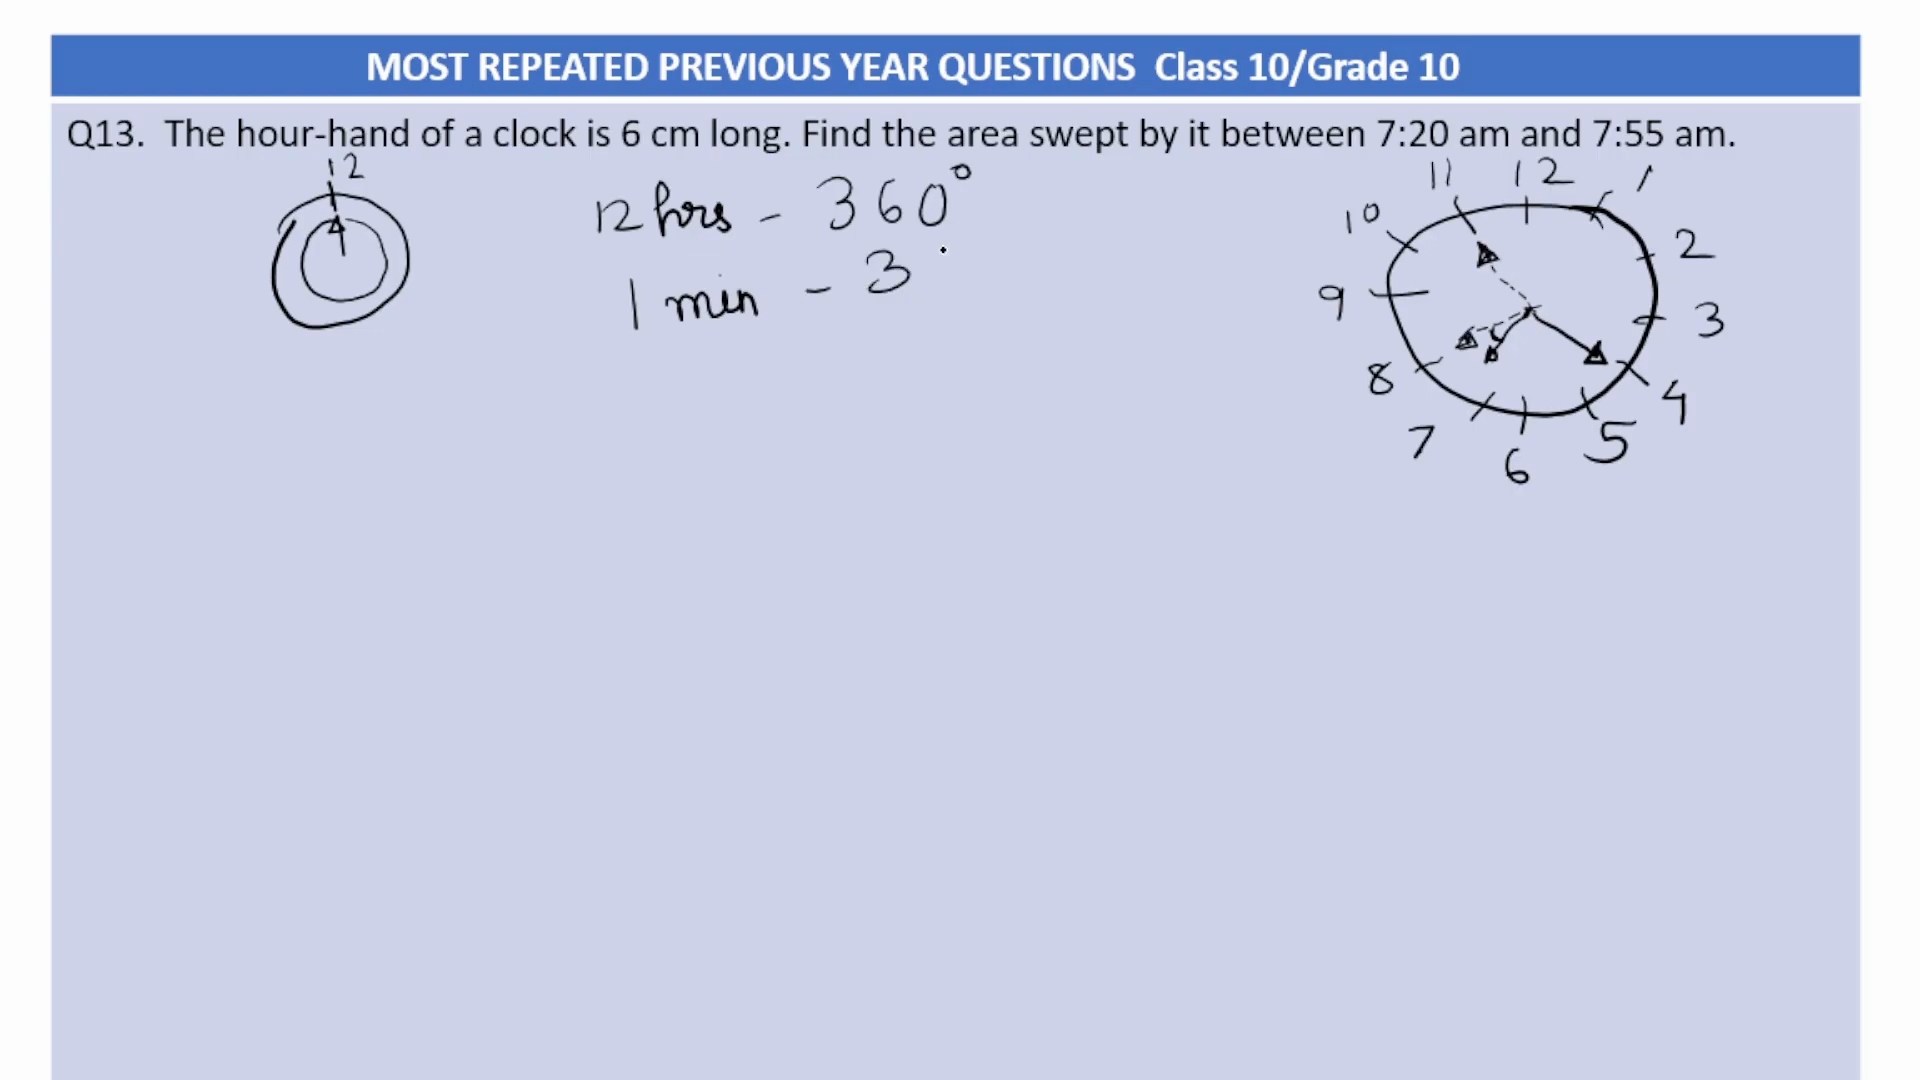 MOST REPEATED PREVIOUS YEAR QUESTIONS Class 10/Grade 10
Q13. The hour-hand of a clock is 6 cm long. Find the area swept by it between 7:20 am and 7:55 am.
12
12 hrs - 360°
1 min - 3
11 12 1
10 2
9 3
8 4
7 6 5